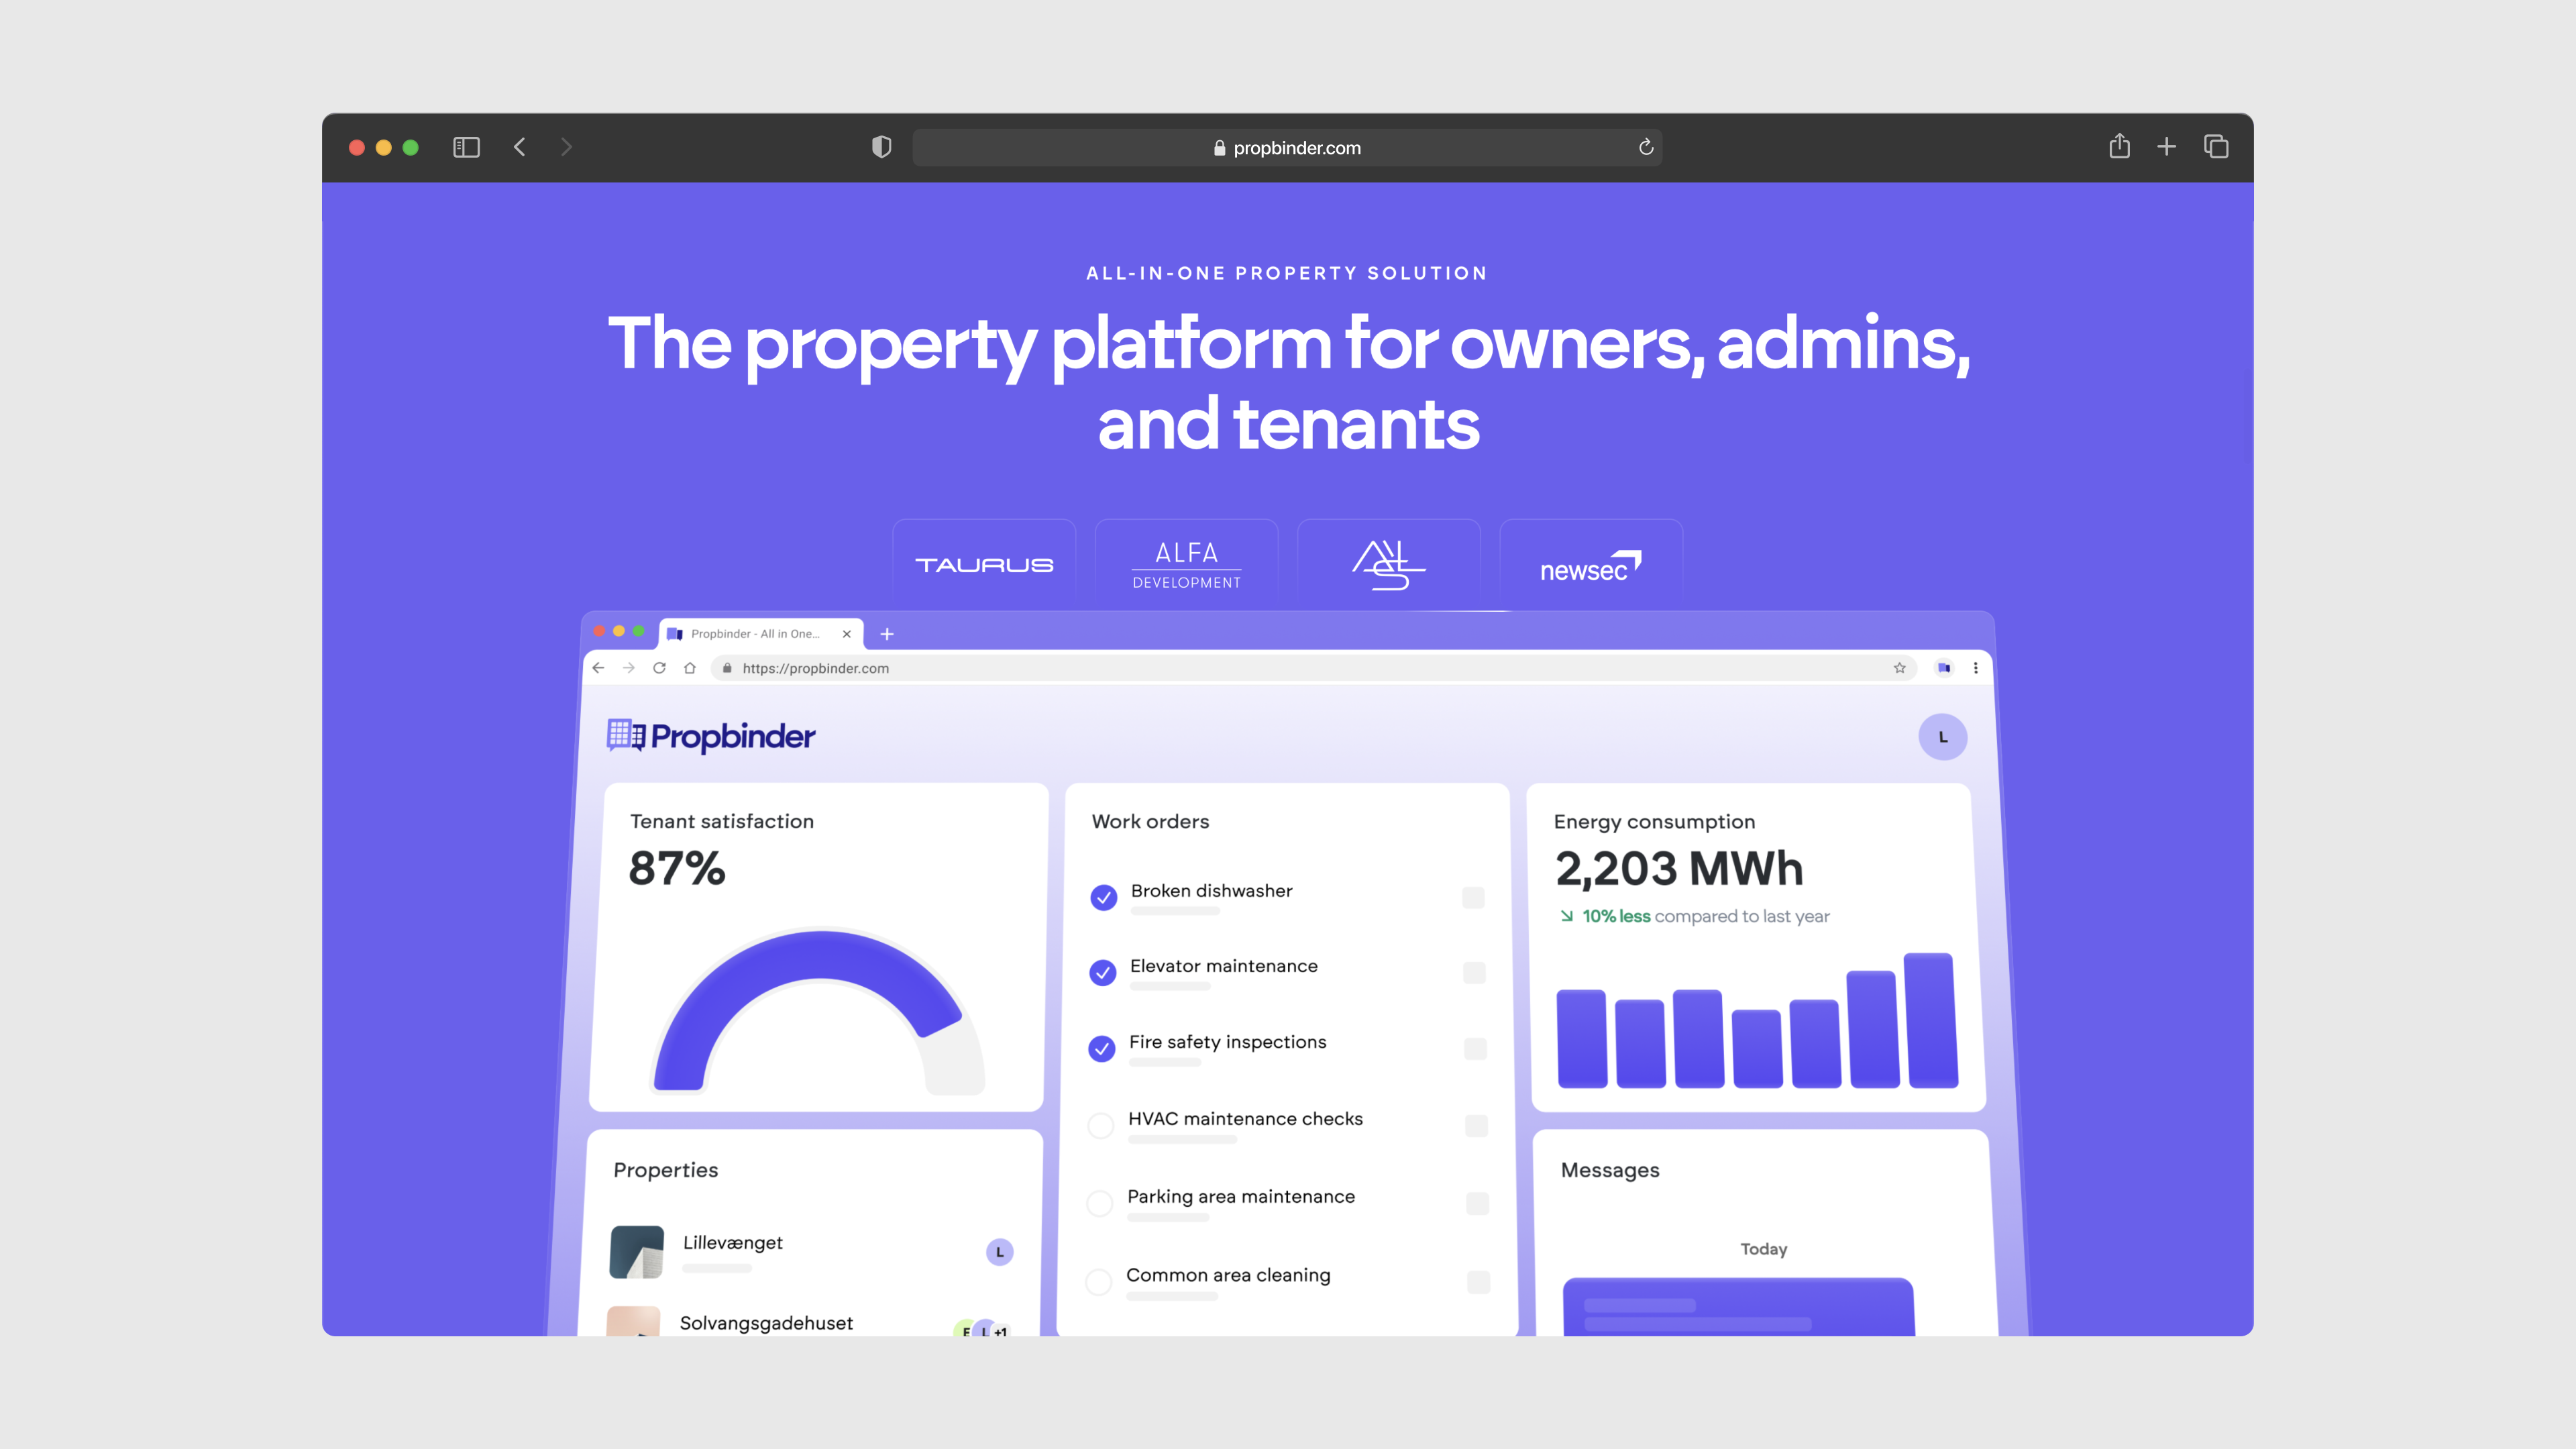 propbinder.com
ALL-IN-ONE PROPERTY SOLUTION
The property platform for owners, admins,
and tenants
TAURUS
ALFA
DEVELOPMENT
newsec
Propbinder - All in One...
https://propbinder.com
Propbinder
L
Tenant satisfaction
87%
Work orders
Broken dishwasher
Elevator maintenance
Fire safety inspections
HVAC maintenance checks
Parking area maintenance
Common area cleaning
Energy consumption
2,203 MWh
10% less compared to last year
Properties
Lillevænget
L
Solvangsgadehuset
E L +1
Messages
Today